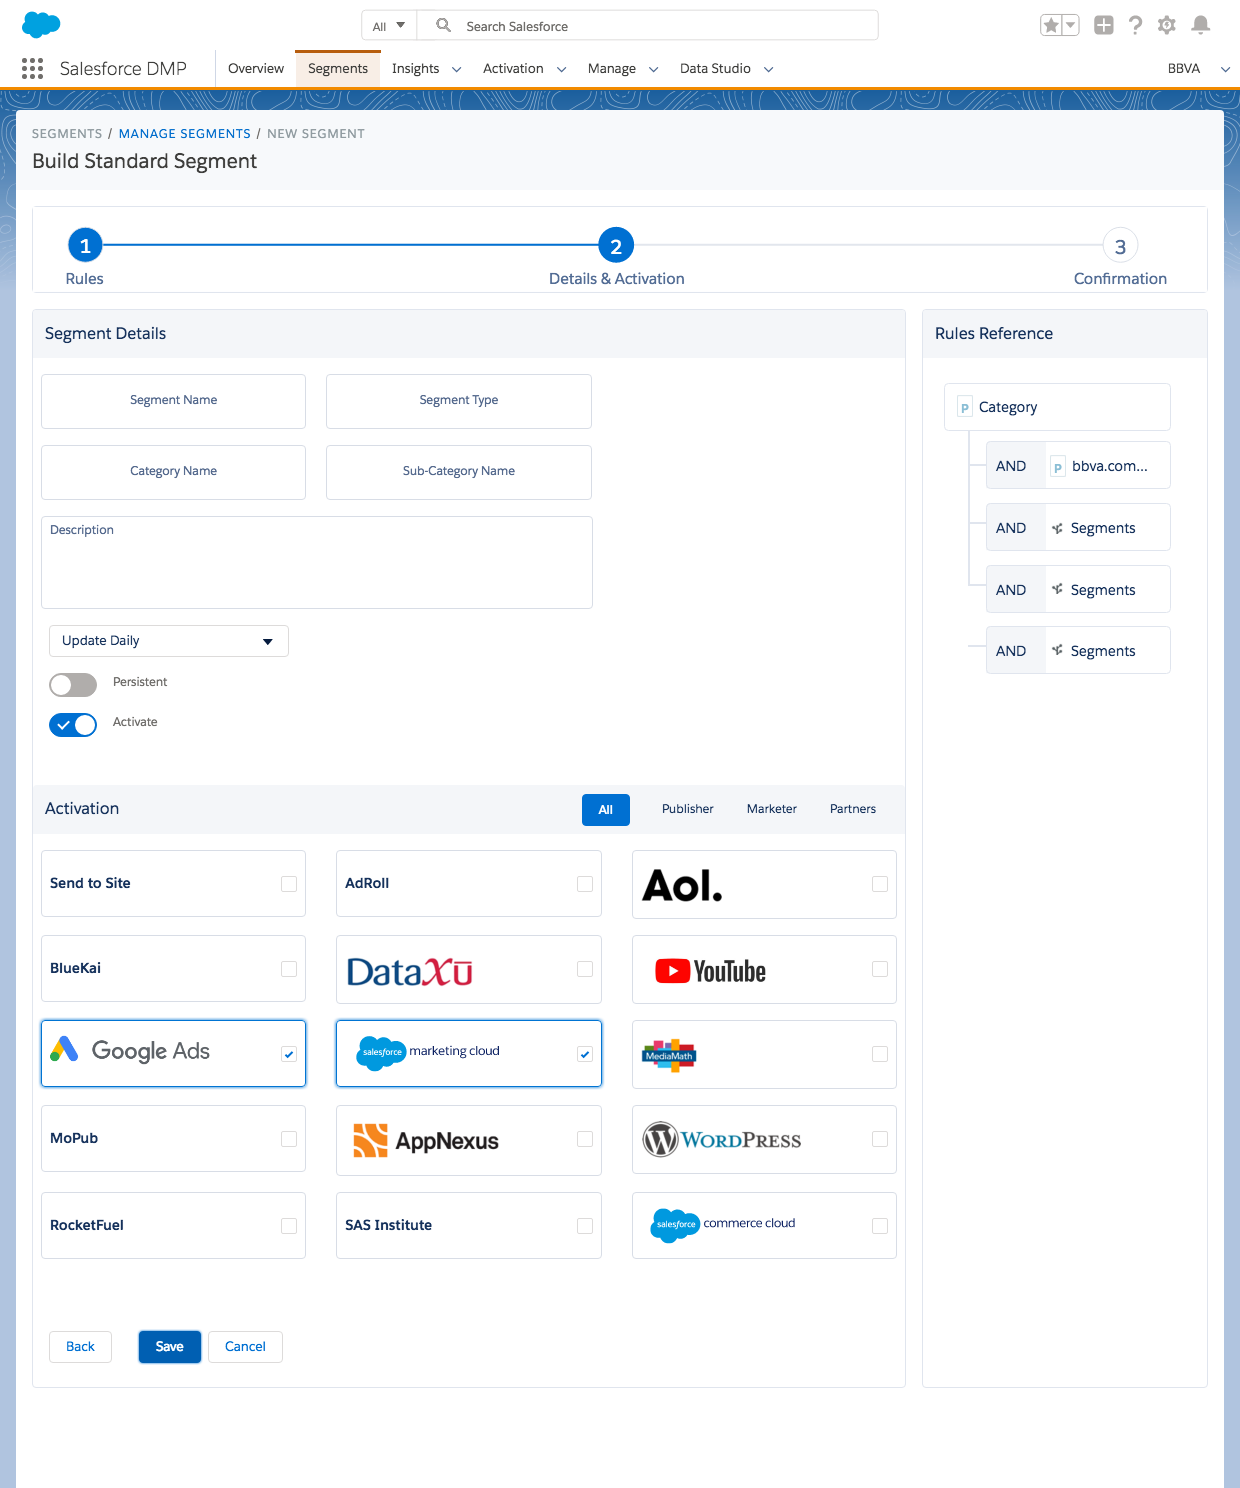 All
Search Salesforce
Salesforce DMP
Overview
Segments
Insights
Activation
Manage
Data Studio
BBVA
SEGMENTS / MANAGE SEGMENTS / NEW SEGMENT
Build Standard Segment
1
2
3
Rules
Details & Activation
Confirmation
Segment Details
Segment Name
Segment Type
Category Name
Sub-Category Name
Description
Update Daily
Persistent
Activate
Rules Reference
P Category
AND P bbva.com...
AND Segments
AND Segments
AND Segments
Activation
All
Publisher
Marketer
Partners
Send to Site
AdRoll
Aol.
BlueKai
DataXu
YouTube
Google Ads
salesforce marketing cloud
MediaMath
MoPub
AppNexus
WORDPRESS
RocketFuel
SAS Institute
salesforce commerce cloud
Back
Save
Cancel